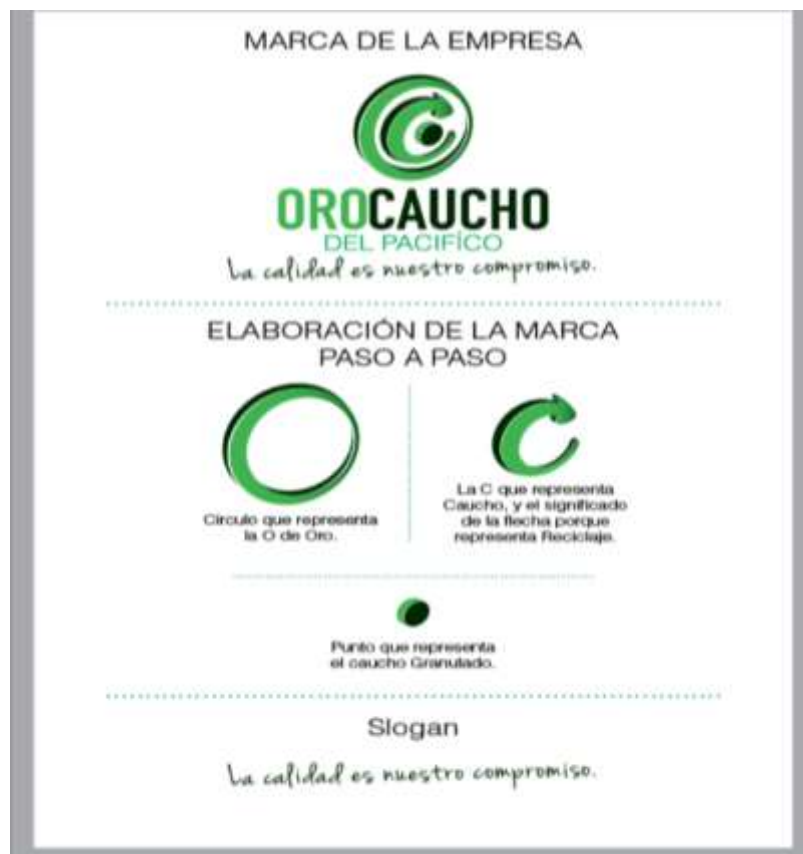 MARCA DE LA EMPRESA
OROCAUCHO
DEL PACIFÍCO
La calidad es nuestro compromiso.
ELABORACIÓN DE LA MARCA
PASO A PASO
Circulo que representa
la O de Oro.
La C que representa
Caucho, y el significado
de la flecha porque
representa Reciclaje.
Punto que representa
el caucho Granulado.
Slogan
La calidad es nuestro compromiso.